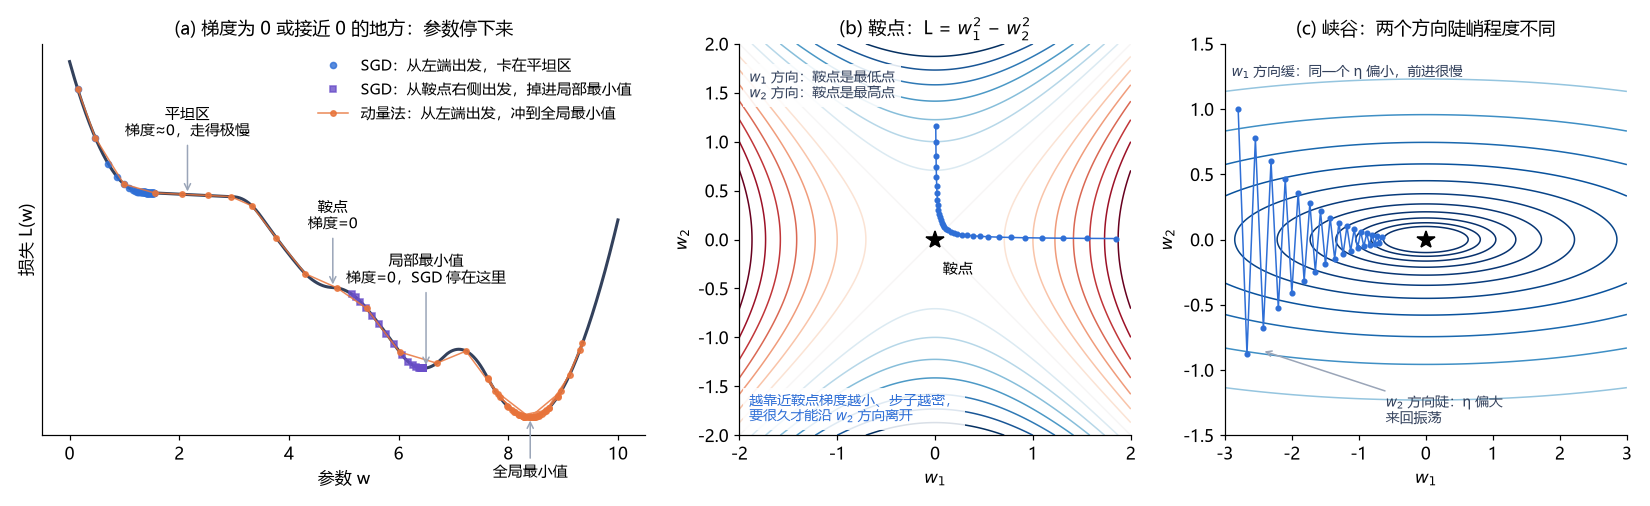 (a) 梯度为 0 或接近 0 的地方：参数停下来
SGD：从左端出发，卡在平坦区
SGD：从鞍点右侧出发，掉进局部最小值
动量法：从左端出发，冲到全局最小值
平坦区
梯度≈0，走得极慢
鞍点
梯度=0
局部最小值
梯度=0，SGD 停在这里
损失 L(w)
0 2 4 6 8 10
参数 w
全局最小值
(b) 鞍点：L = w₁² − w₂²
w₁ 方向：鞍点是最低点
w₂ 方向：鞍点是最高点
2.0
1.5
1.0
0.5
0.0
-0.5
-1.0
-1.5
-2.0
w₂
鞍点
越靠近鞍点梯度越小、步子越密，
要很久才能沿 w₂ 方向离开
-2 -1 0 1 2
w₁
(c) 峡谷：两个方向陡峭程度不同
w₁ 方向缓：同一个 η 偏小，前进很慢
1.5
1.0
0.5
0.0
-0.5
-1.0
-1.5
w₂
w₂ 方向陡：η 偏大
来回振荡
-3 -2 -1 0 1 2 3
w₁